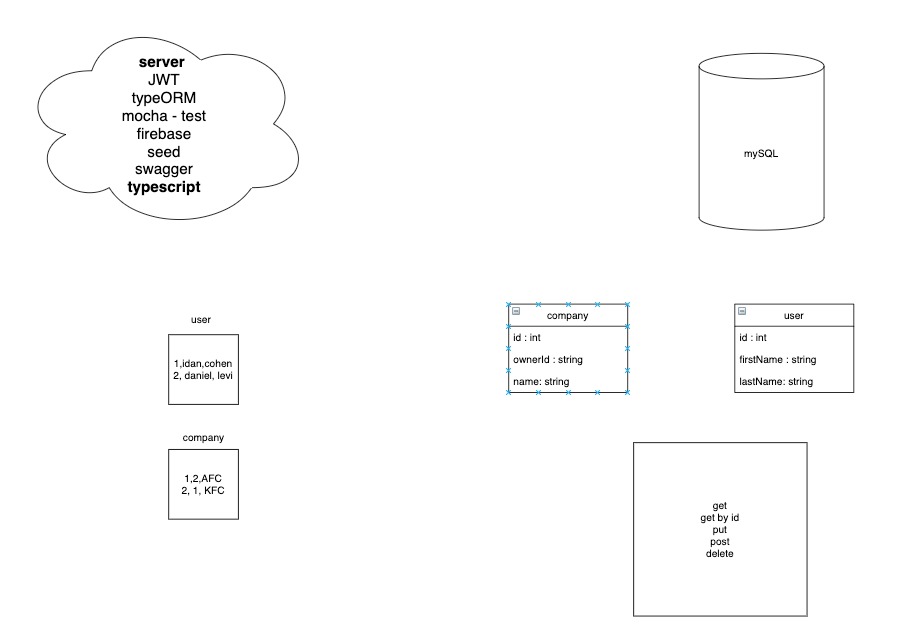 server
JWT
typeORM
mocha - test
firebase
seed
swagger
typescript
mySQL
user
1,idan,cohen
2, daniel, levi
company
1,2,AFC
2, 1, KFC
company
id : int
ownerId : string
name: string
user
id : int
firstName : string
lastName: string
get
get by id
put
post
delete